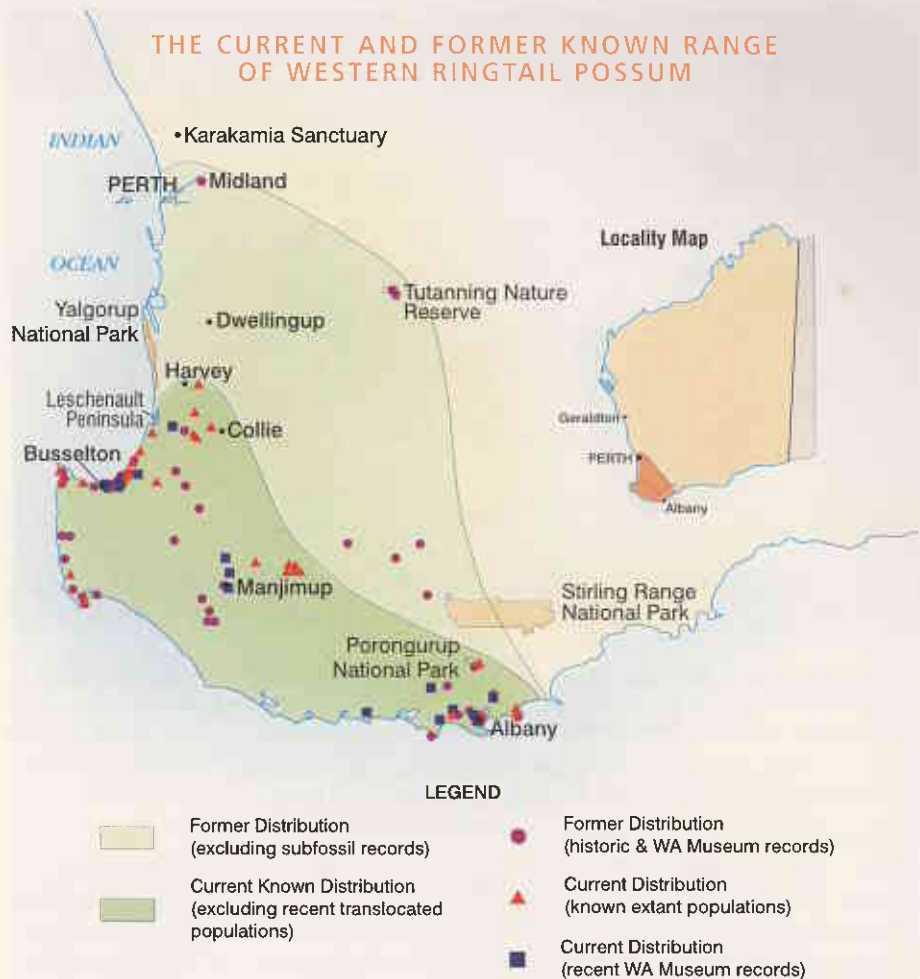 THE CURRENT AND FORMER KNOWN RANGE
OF WESTERN RINGTAIL POSSUM
INDIAN
•Karakamia Sanctuary
PERTH
Midland
OCEAN
Locality Map
Tutanning Nature
Reserve
Yalgorup
National Park
•Dwellingup
Harvey
Leschenault
Peninsula
•Collie
Busselton
Geraldton
PERTH
Albany
Manjimup
Stirling Range
National Park
Porongurup
National Park
Albany
LEGEND
Former Distribution
(excluding subfossil records)
Current Known Distribution
(excluding recent translocated
populations)
Former Distribution
(historic & WA Museum records)
Current Distribution
(known extant populations)
Current Distribution
(recent WA Museum records)